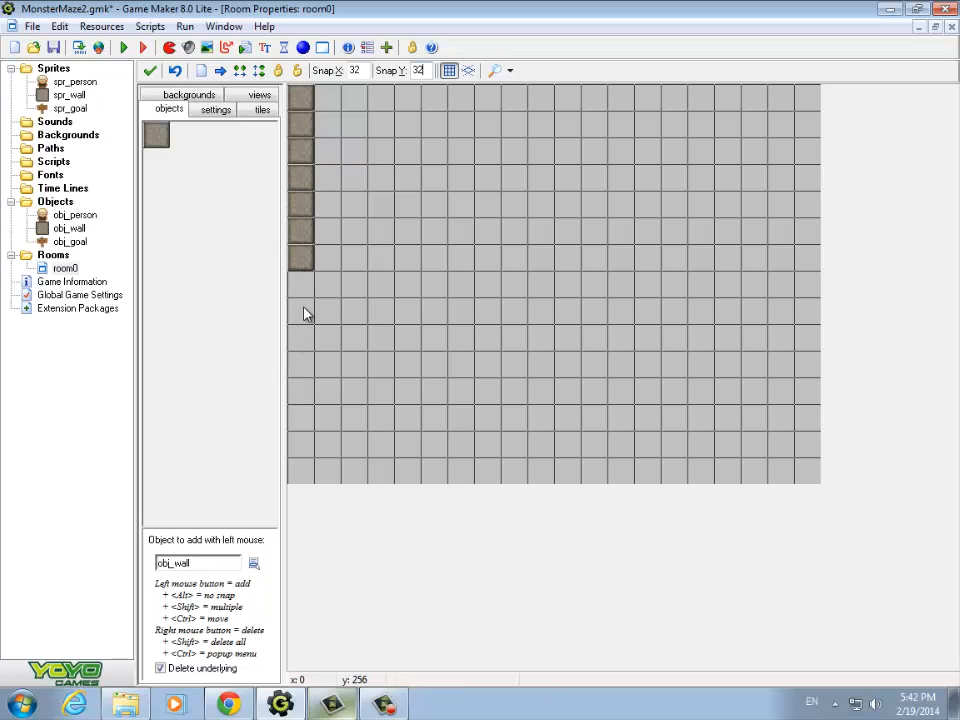 MonsterMaze2.gmk* - Game Maker 8.0 Lite - [Room Properties: room0]
File Edit Resources Scripts Run Window Help
Snap X: 32 Snap Y: 32
Sprites
spr_person
spr_wall
spr_goal
Sounds
Backgrounds
Paths
Scripts
Fonts
Time Lines
Objects
obj_person
obj_wall
obj_goal
Rooms
room0
Game Information
Global Game Settings
Extension Packages
backgrounds views
objects settings tiles
Object to add with left mouse:
obj_wall
Left mouse button = add
+ <Alt> = no snap
+ <Shift> = multiple
+ <Ctrl> = move
Right mouse button = delete
+ <Shift> = delete all
+ <Ctrl> = popup menu
Delete underlying
x: 0 y: 256
YOYO
GAMES
EN
5:42 PM
2/19/2014